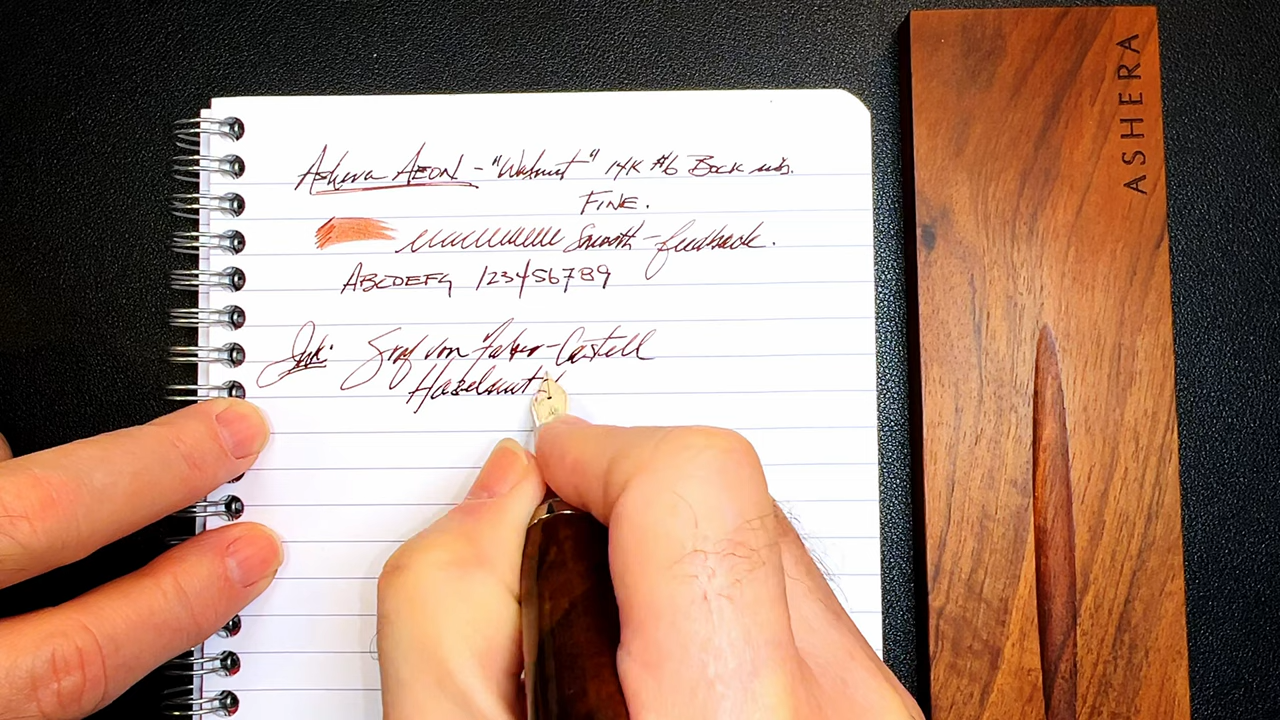 Ashera AEON - "Walnut" 14K #6 Bock nib.
FINE.
Smooth - feedback.
ABCDEFG 123456789
Ink: Graf von Faber-Castell
Hazelnut
ASHERA